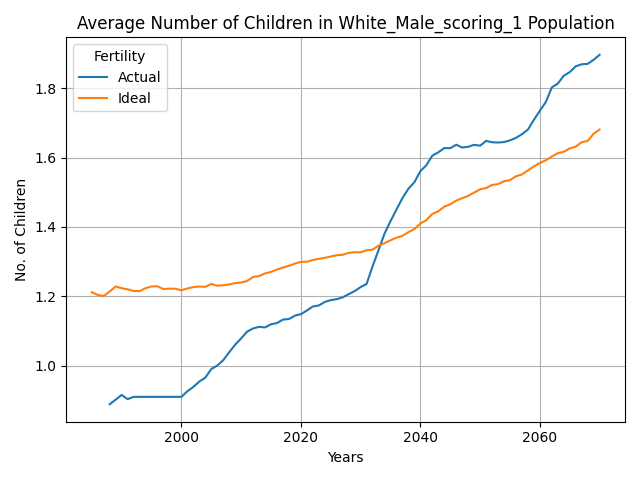 Average Number of Children in White_Male_scoring_1 Population
Fertility
Actual
Ideal
No. of Children
1.8
1.6
1.4
1.2
1.0
2000
2020
2040
2060
Years